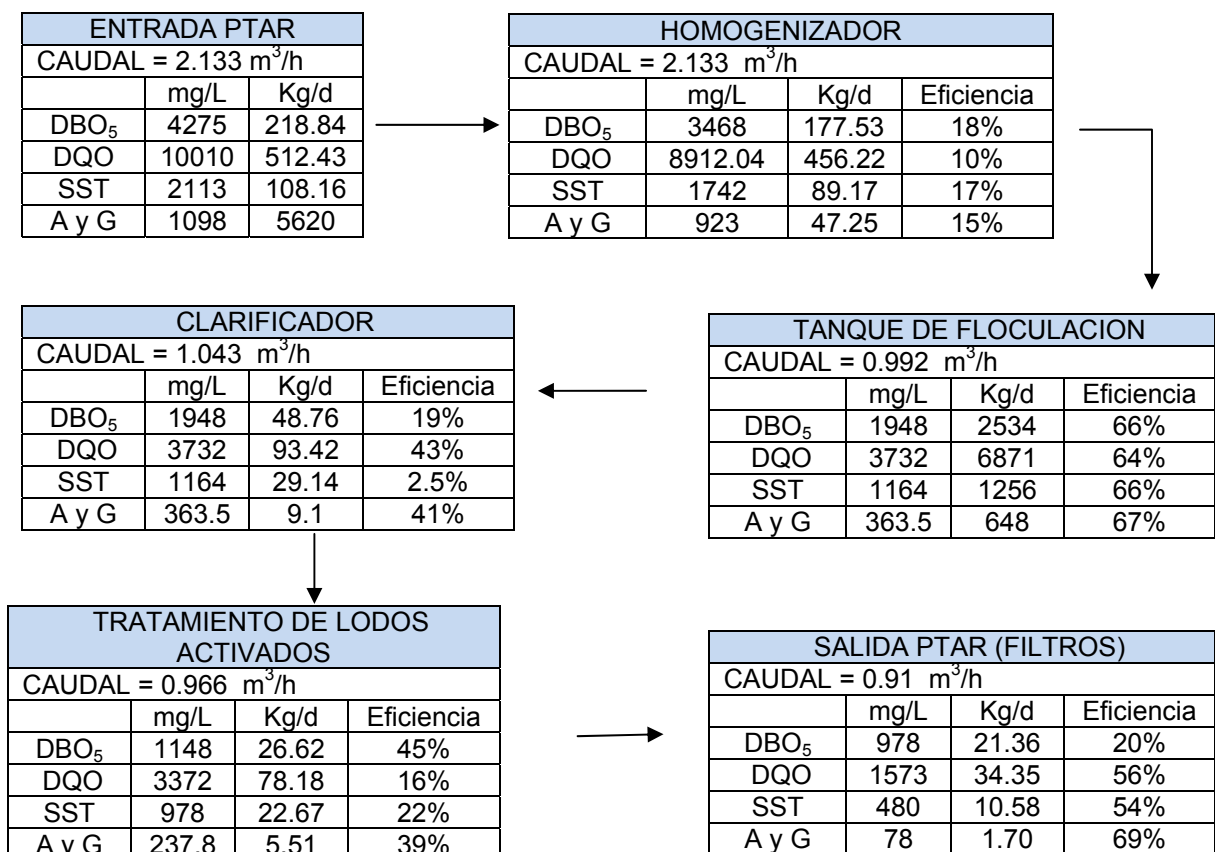 ENTRADA PTAR
CAUDAL = 2.133 m³/h
mg/L Kg/d
DBO₅ 4275 218.84
DQO 10010 512.43
SST 2113 108.16
A y G 1098 5620
HOMOGENIZADOR
CAUDAL = 2.133 m³/h
mg/L Kg/d Eficiencia
DBO₅ 3468 177.53 18%
DQO 8912.04 456.22 10%
SST 1742 89.17 17%
A y G 923 47.25 15%
TANQUE DE FLOCULACION
CAUDAL = 0.992 m³/h
mg/L Kg/d Eficiencia
DBO₅ 1948 2534 66%
DQO 3732 6871 64%
SST 1164 1256 66%
A y G 363.5 648 67%
CLARIFICADOR
CAUDAL = 1.043 m³/h
mg/L Kg/d Eficiencia
DBO₅ 1948 48.76 19%
DQO 3732 93.42 43%
SST 1164 29.14 2.5%
A y G 363.5 9.1 41%
TRATAMIENTO DE LODOS
ACTIVADOS
CAUDAL = 0.966 m³/h
mg/L Kg/d Eficiencia
DBO₅ 1148 26.62 45%
DQO 3372 78.18 16%
SST 978 22.67 22%
A y G 237.8 5.51 39%
SALIDA PTAR (FILTROS)
CAUDAL = 0.91 m³/h
mg/L Kg/d Eficiencia
DBO₅ 978 21.36 20%
DQO 1573 34.35 56%
SST 480 10.58 54%
A y G 78 1.70 69%